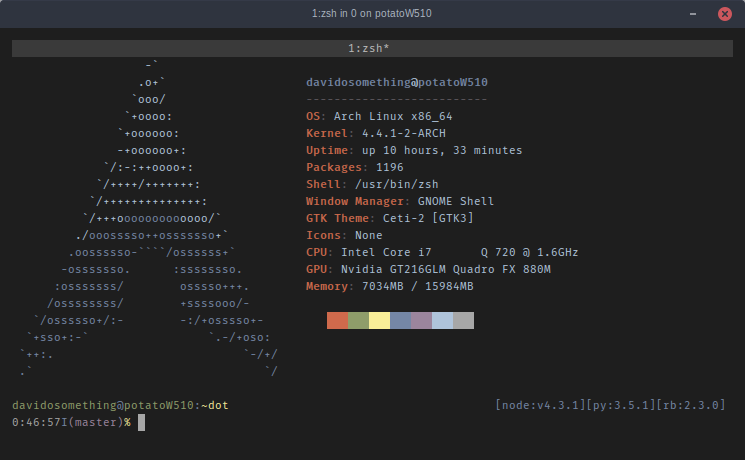 1:zsh in 0 on potatoW510
1:zsh*
-`
.o+`
`ooo/
`+oooo:
`+oooooo:
-+oooooo+:
`/:-:++oooo+:
`/++++/+++++++:
`/++++++++++++++:
`/+++ooooooooooooo/`
./ooosssso++osssssso+`
.oossssso-````/ossssss+`
-osssssso.      :ssssssso.
:osssssss/        osssso+++.
/ossssssss/        +ssssooo/-
`/ossssso+/:-        -:/+osssso+-
`+sso+:-`                 `.-/+oso:
`++:.                           `-/+/
.`                                 `/
davidosomething@potatoW510
--------------------------
OS: Arch Linux x86_64
Kernel: 4.4.1-2-ARCH
Uptime: up 10 hours, 33 minutes
Packages: 1196
Shell: /usr/bin/zsh
Window Manager: GNOME Shell
GTK Theme: Ceti-2 [GTK3]
Icons: None
CPU: Intel Core i7       Q 720 @ 1.6GHz
GPU: Nvidia GT216GLM Quadro FX 880M
Memory: 7034MB / 15984MB
davidosomething@potatoW510:~dot [node:v4.3.1][py:3.5.1][rb:2.3.0]
0:46:57I(master)%